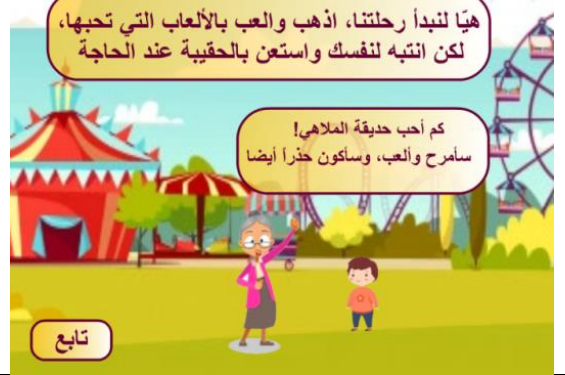 هيّا لنبدأ رحلتنا، اذهب والعب بالألعاب التي تحبها،
لكن انتبه لنفسك واستعن بالحقيبة عند الحاجة
كم أحب حديقة الملاهي!
سأمرح وألعب، وسأكون حذراً أيضا
تابع